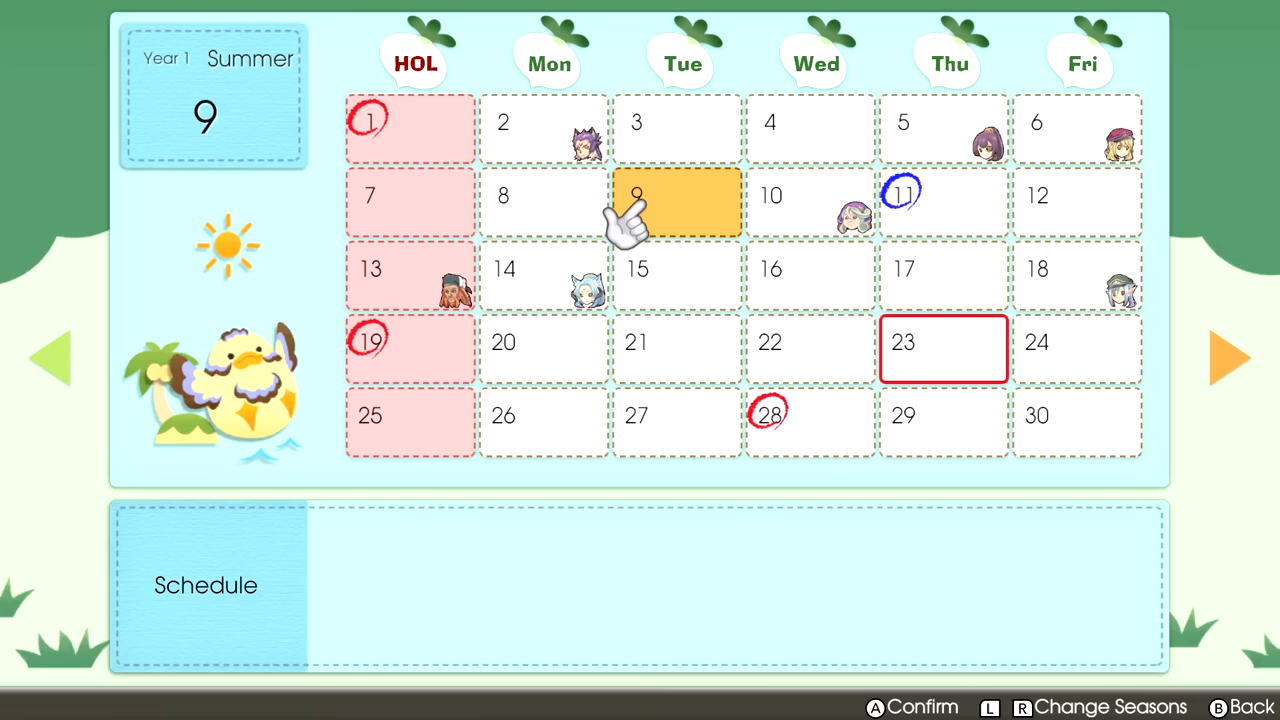 Year 1 Summer
9
HOL Mon Tue Wed Thu Fri
1 2 3 4 5 6
7 8 9 10 11 12
13 14 15 16 17 18
19 20 21 22 23 24
25 26 27 28 29 30
Schedule
A Confirm L R Change Seasons B Back